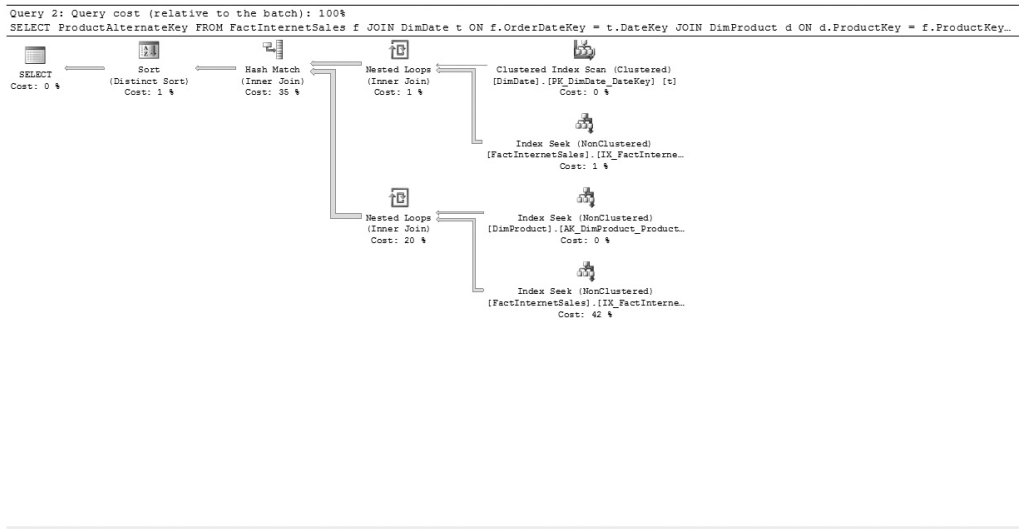 Query 2: Query cost (relative to the batch): 100%
SELECT ProductAlternateKey FROM FactInternetSales f JOIN DimDate t ON f.OrderDateKey = t.DateKey JOIN DimProduct d ON d.ProductKey = f.ProductKey…
SELECT
Cost: 0 %
Sort
(Distinct Sort)
Cost: 1 %
Hash Match
(Inner Join)
Cost: 35 %
Nested Loops
(Inner Join)
Cost: 1 %
Clustered Index Scan (Clustered)
[DimDate].[PK_DimDate_DateKey] [t]
Cost: 0 %
Index Seek (NonClustered)
[FactInternetSales].[IX_FactInterne…
Cost: 1 %
Nested Loops
(Inner Join)
Cost: 20 %
Index Seek (NonClustered)
[DimProduct].[AK_DimProduct_Product…
Cost: 0 %
Index Seek (NonClustered)
[FactInternetSales].[IX_FactInterne…
Cost: 42 %